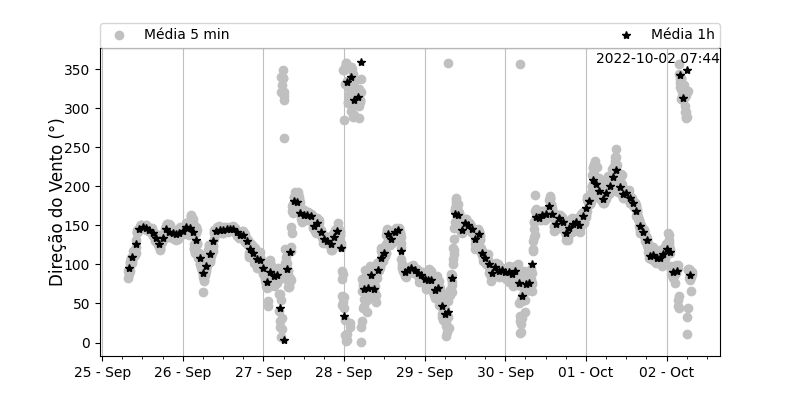 Média 5 min
Média 1h
2022-10-02 07:44
Direção do Vento (°)
350
300
250
200
150
100
50
0
25 - Sep
26 - Sep
27 - Sep
28 - Sep
29 - Sep
30 - Sep
01 - Oct
02 - Oct